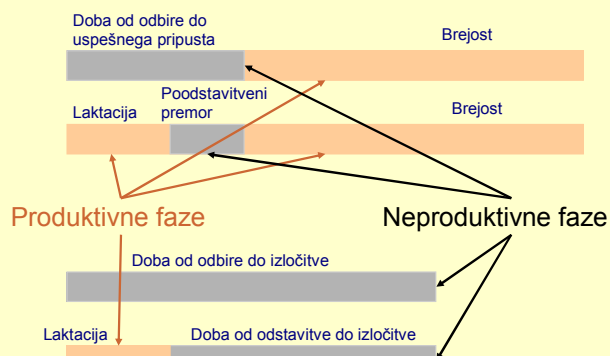 Doba od odbire do
uspešnega pripusta
Brejost
Laktacija
Poodstavitveni
premor
Brejost
Produktivne faze
Neproduktivne faze
Doba od odbire do izločitve
Laktacija
Doba od odstavitve do izločitve